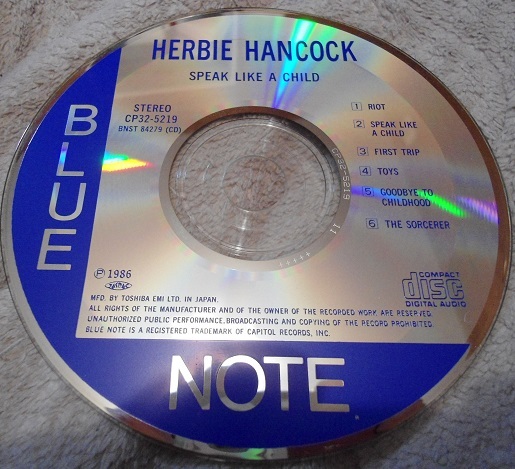 HERBIE HANCOCK
SPEAK LIKE A CHILD
STEREO
CP32-5219
BNST 84279 (CD)
1 RIOT
2 SPEAK LIKE
A CHILD
3 FIRST TRIP
4 TOYS
5 GOODBYE TO
CHILDHOOD
6 THE SORCERER
CP32-5219
BLUE
NOTE
Ⓟ 1986
COMPACT
disc
DIGITAL AUDIO
MFD. BY TOSHIBA EMI LTD. IN JAPAN.
ALL RIGHTS OF THE MANUFACTURER AND OF THE OWNER OF THE RECORDED WORK ARE RESERVED
UNAUTHORIZED PUBLIC PERFORMANCE, BROADCASTING AND COPYING OF THE RECORD PROHIBITED
BLUE NOTE IS A REGISTERED TRADEMARK OF CAPITOL RECORDS, INC.